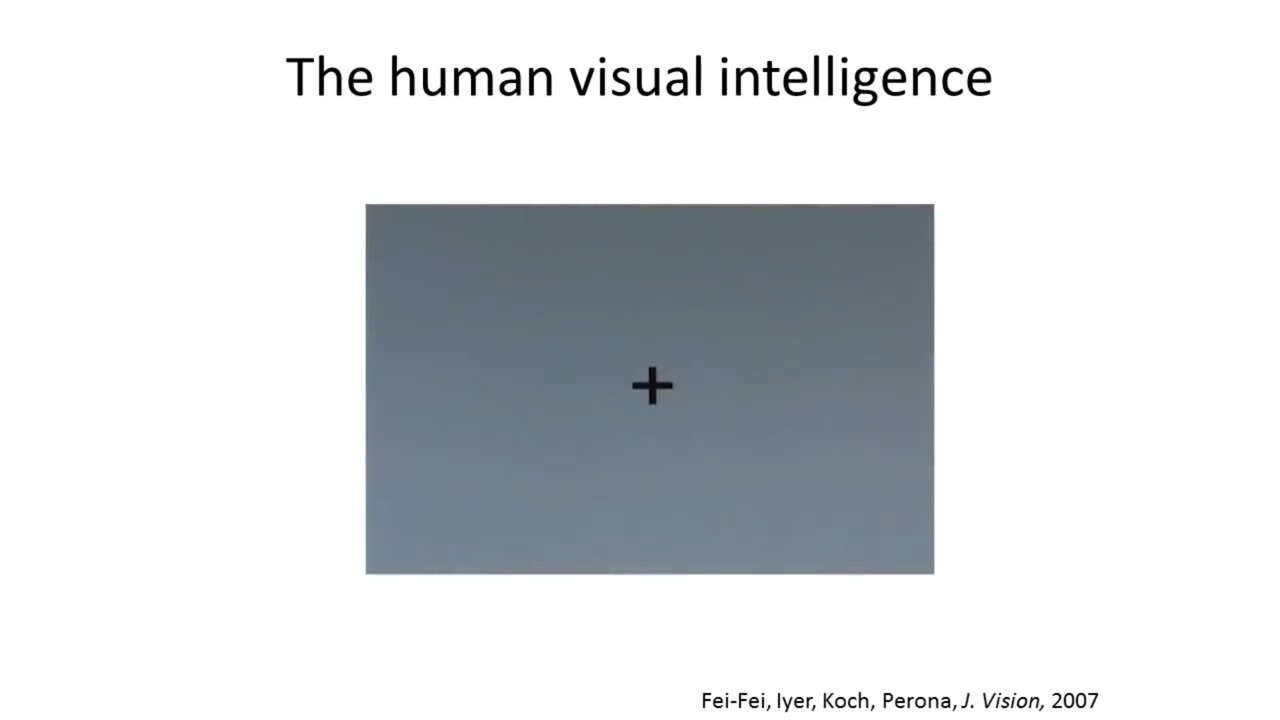 The human visual intelligence
Fei-Fei, Iyer, Koch, Perona, J. Vision, 2007